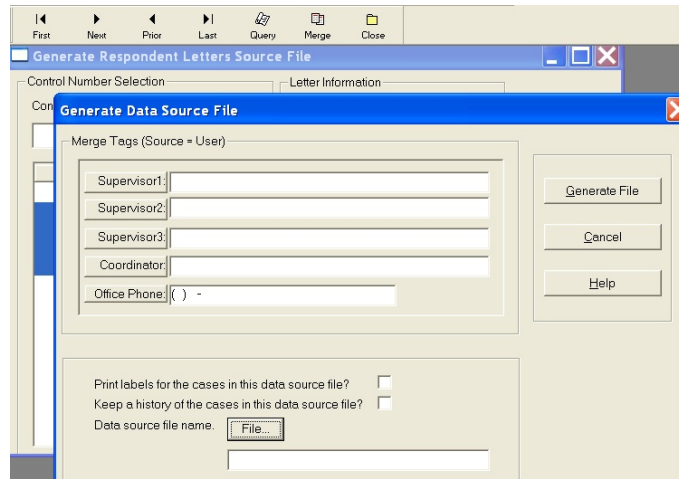 First Next Prior Last Query Merge Close
Generate Respondent Letters Source File
Control Number Selection Letter Information
Con
Generate Data Source File
Merge Tags (Source = User)
Supervisor1:
Generate File
Supervisor2:
Supervisor3:
Cancel
Coordinator:
Help
Office Phone: ( ) -
Print labels for the cases in this data source file?
Keep a history of the cases in this data source file?
Data source file name. File...